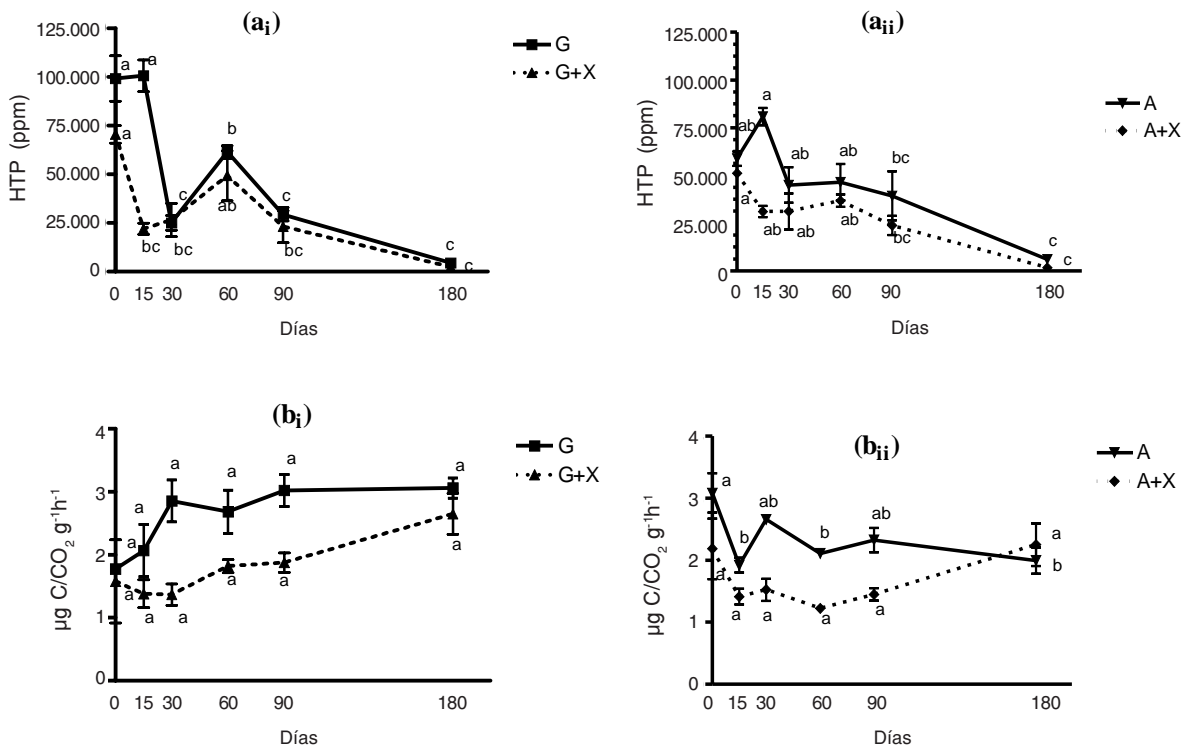 (ai)
125.000
100.000
75.000
50.000
25.000
0
HTP (ppm)
a
a
a
b
c
ab
c
bc
bc
bc
c
c
0 15 30 60 90 180
Días
G
G+X
(aii)
125.000
100.000
75.000
50.000
25.000
0
HTP (ppm)
a
ab
ab
ab
bc
a
ab
ab
ab
bc
c
c
0 15 30 60 90 180
Días
A
A+X
(bi)
4
3
2
1
0
µg C/CO2 g-1h-1
a
a
a
a
a
a
a
a
a
a
a
0 15 30 60 90 180
Días
G
G+X
(bii)
4
3
2
1
0
µg C/CO2 g-1h-1
a
b
ab
b
ab
a
b
a
a
a
a
a
0 15 30 60 90 180
Días
A
A+X